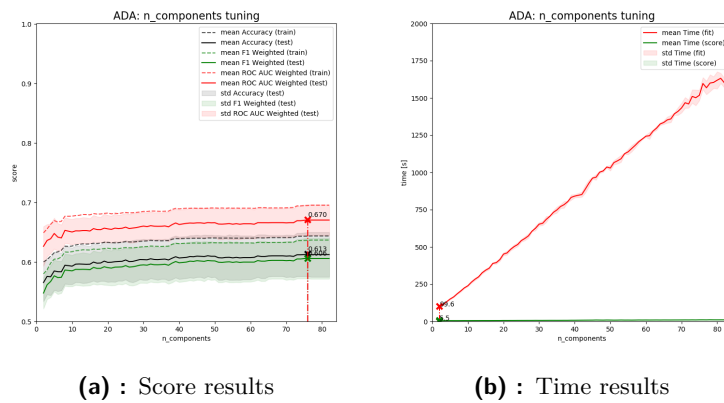 ADA: n_components tuning
1.0
0.9
0.8
0.7
0.6
0.5
score
0
10
20
30
40
50
60
70
80
n_components
mean Accuracy (train)
mean Accuracy (test)
mean F1 Weighted (train)
mean F1 Weighted (test)
mean ROC AUC Weighted (train)
mean ROC AUC Weighted (test)
std Accuracy (test)
std F1 Weighted (test)
std ROC AUC Weighted (test)
0.670
0.613
(a) : Score results
ADA: n_components tuning
2000
1750
1500
1250
1000
750
500
250
0
time [s]
0
10
20
30
40
50
60
70
80
n_components
mean Time (fit)
mean Time (score)
std Time (fit)
std Time (score)
(b) : Time results